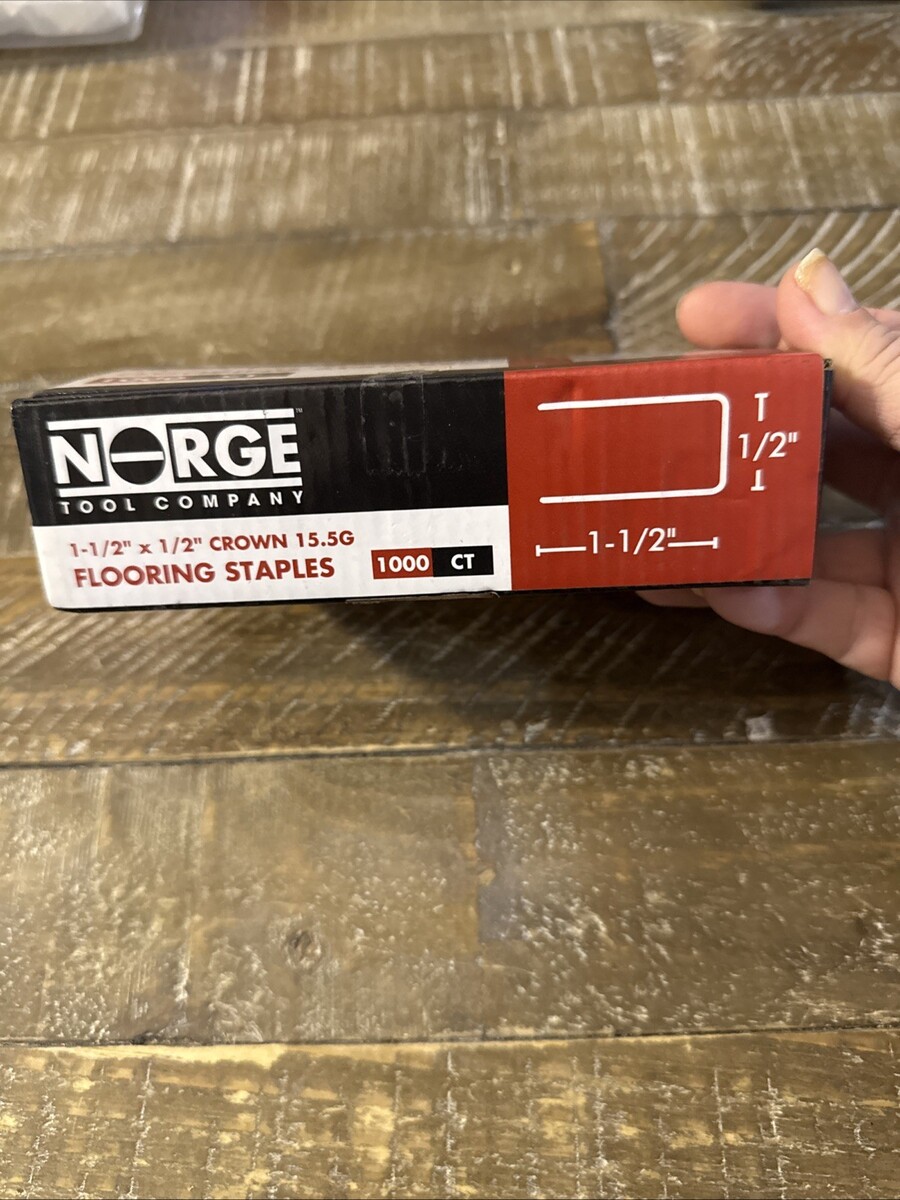 NORGE™
TOOL COMPANY
1-1/2" x 1/2" CROWN 15.5G
FLOORING STAPLES
1000 CT
1/2"
1-1/2"